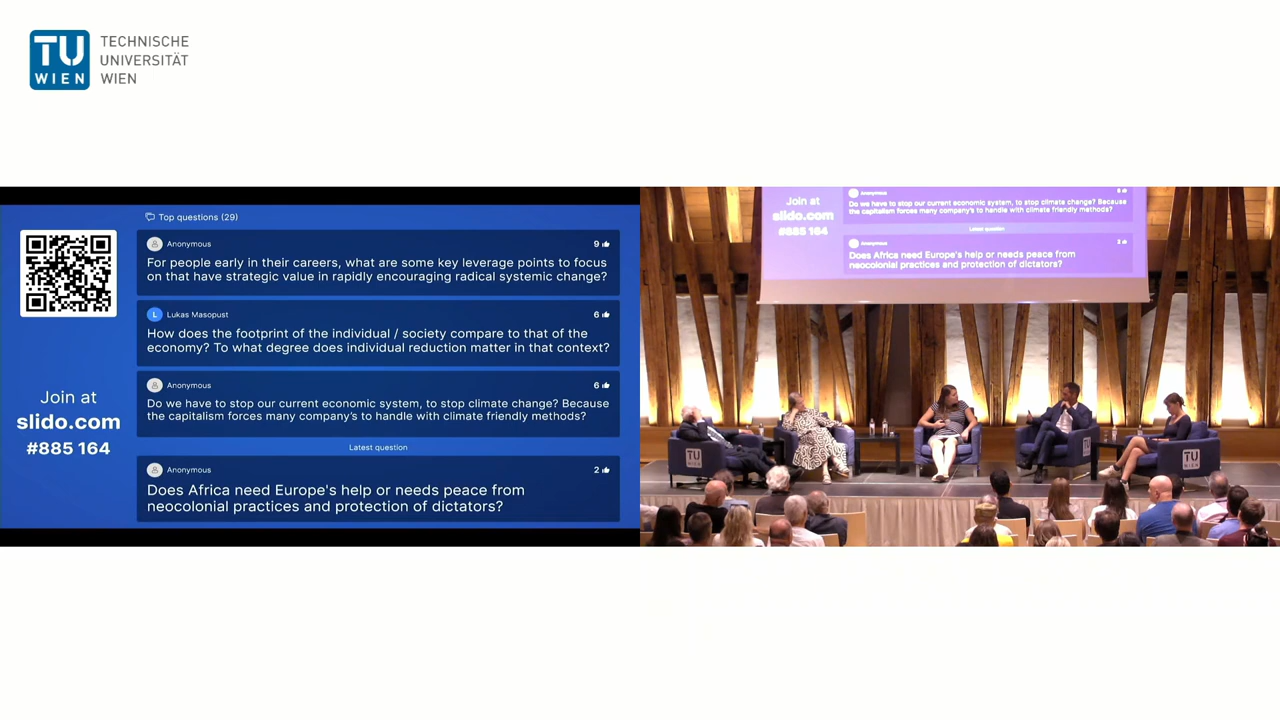 TU
WIEN
TECHNISCHE
UNIVERSITÄT
WIEN
Top questions (29)
Anonymous
9
For people early in their careers, what are some key leverage points to focus
on that have strategic value in rapidly encouraging radical systemic change?
L
Lukas Masopust
6
How does the footprint of the individual / society compare to that of the
economy? To what degree does individual reduction matter in that context?
Anonymous
6
Do we have to stop our current economic system, to stop climate change? Because
the capitalism forces many company's to handle with climate friendly methods?
Latest question
Anonymous
2
Does Africa need Europe's help or needs peace from
neocolonial practices and protection of dictators?
Join at
slido.com
#885 164
Join at
slido.com
#885 164
Anonymous
Do we have to stop our current economic system, to stop climate change? Because
the capitalism forces many company's to handle with climate friendly methods?
Latest question
Anonymous
2
Does Africa need Europe's help or needs peace from
neocolonial practices and protection of dictators?
TU
WIEN
TU
WIEN